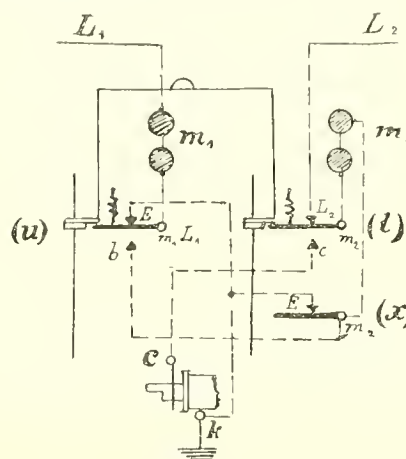 L₁ L₂
m₁ m
E L₂
(u) m₁ L₁ m₂ (l)
b c
E
m₂ (x)
c
k